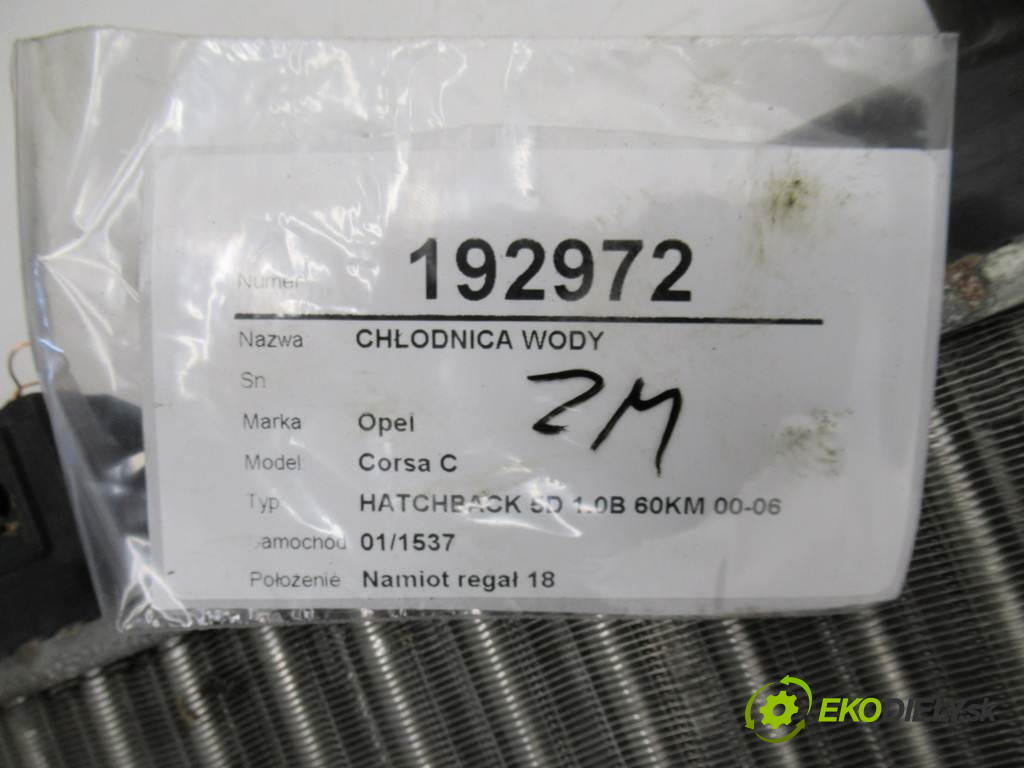 Numer 192972
Nazwa CHŁODNICA WODY
Sn
ZM
Marka Opel
Model: Corsa C
Typ HATCHBACK 5D 1.0B 60KM 00-06
Samochód 01/1537
Położenie Namiot regał 18
EKODIELY.sk